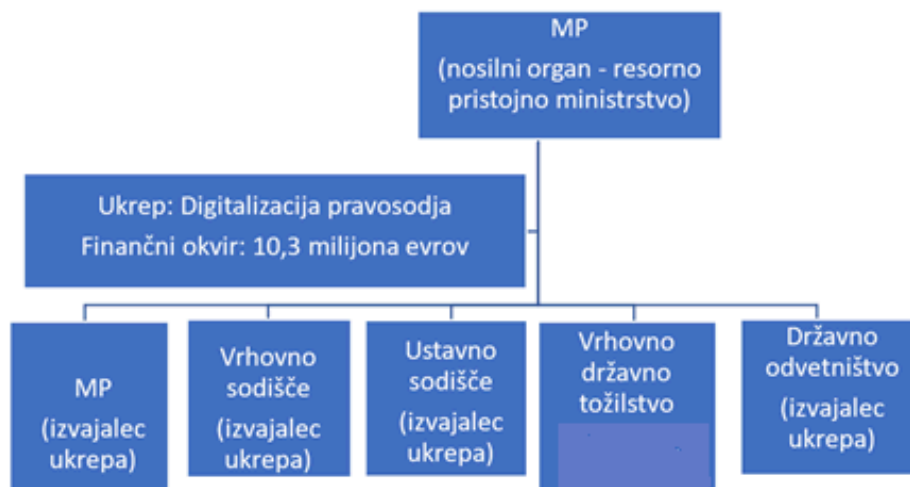 MP
(nosilni organ - resorno
pristojno ministrstvo)
Ukrep: Digitalizacija pravosodja
Finančni okvir: 10,3 milijona evrov
MP
(izvajalec
ukrepa)
Vrhovno
sodišče
(izvajalec
ukrepa)
Ustavno
sodišče
(izvajalec
ukrepa)
Vrhovno
državno
tožilstvo
Državno
odvetništvo
(izvajalec
ukrepa)